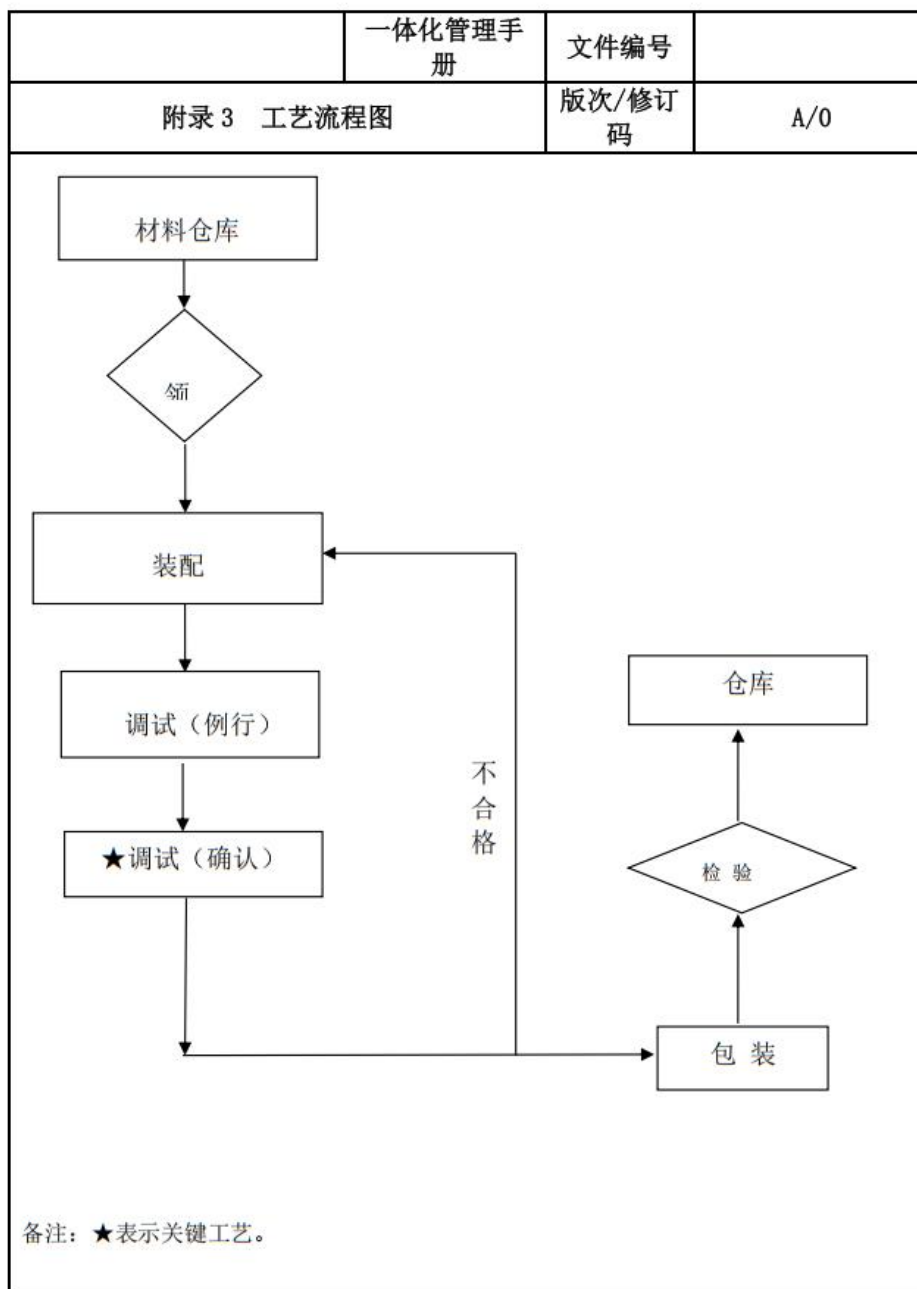 一体化管理手
册
文件编号
附录 3 工艺流程图
版次/修订
码
A/0
材料仓库
领
装配
调试（例行）
★调试（确认）
不
合
格
仓库
检 验
包 装
备注：★表示关键工艺。